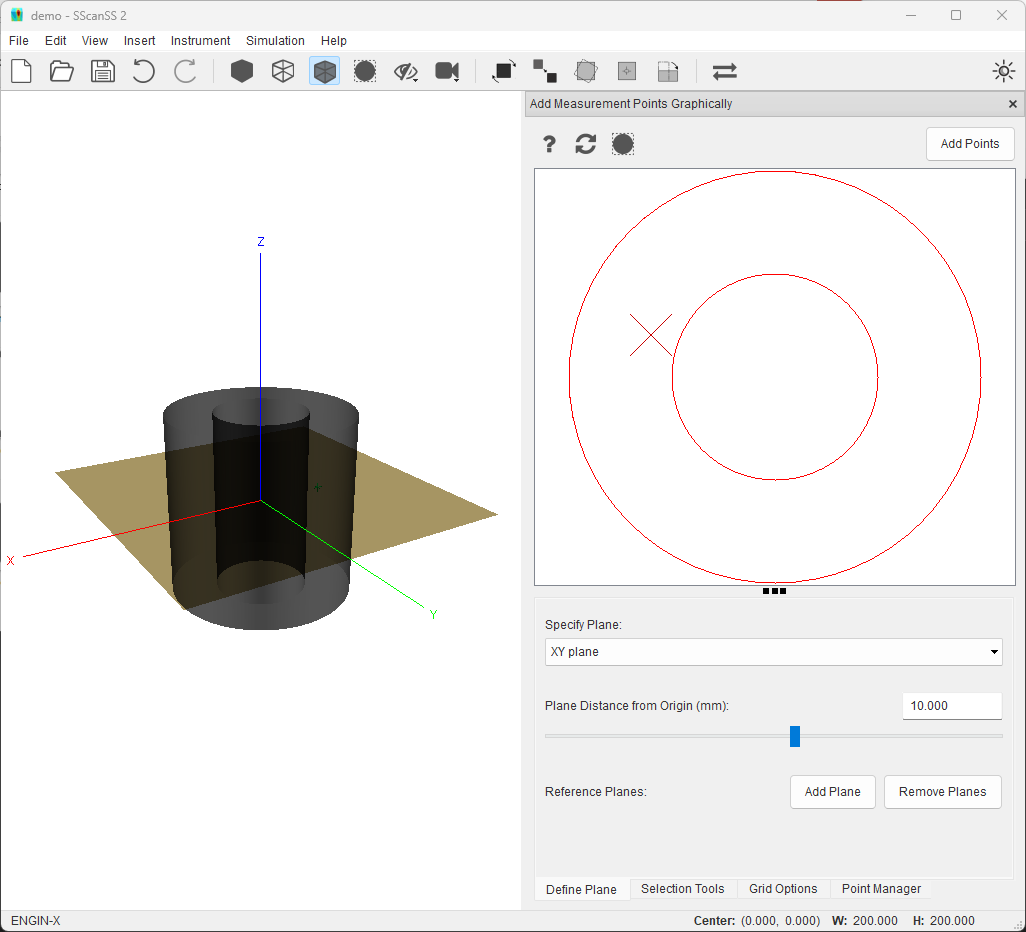 demo - SScanSS 2
File Edit View Insert Instrument Simulation Help
Add Measurement Points Graphically
Add Points
Z
X
Y
Specify Plane:
XY plane
Plane Distance from Origin (mm):
10.000
Reference Planes:
Add Plane
Remove Planes
Define Plane
Selection Tools
Grid Options
Point Manager
ENGIN-X
Center: (0.000, 0.000) W: 200.000 H: 200.000